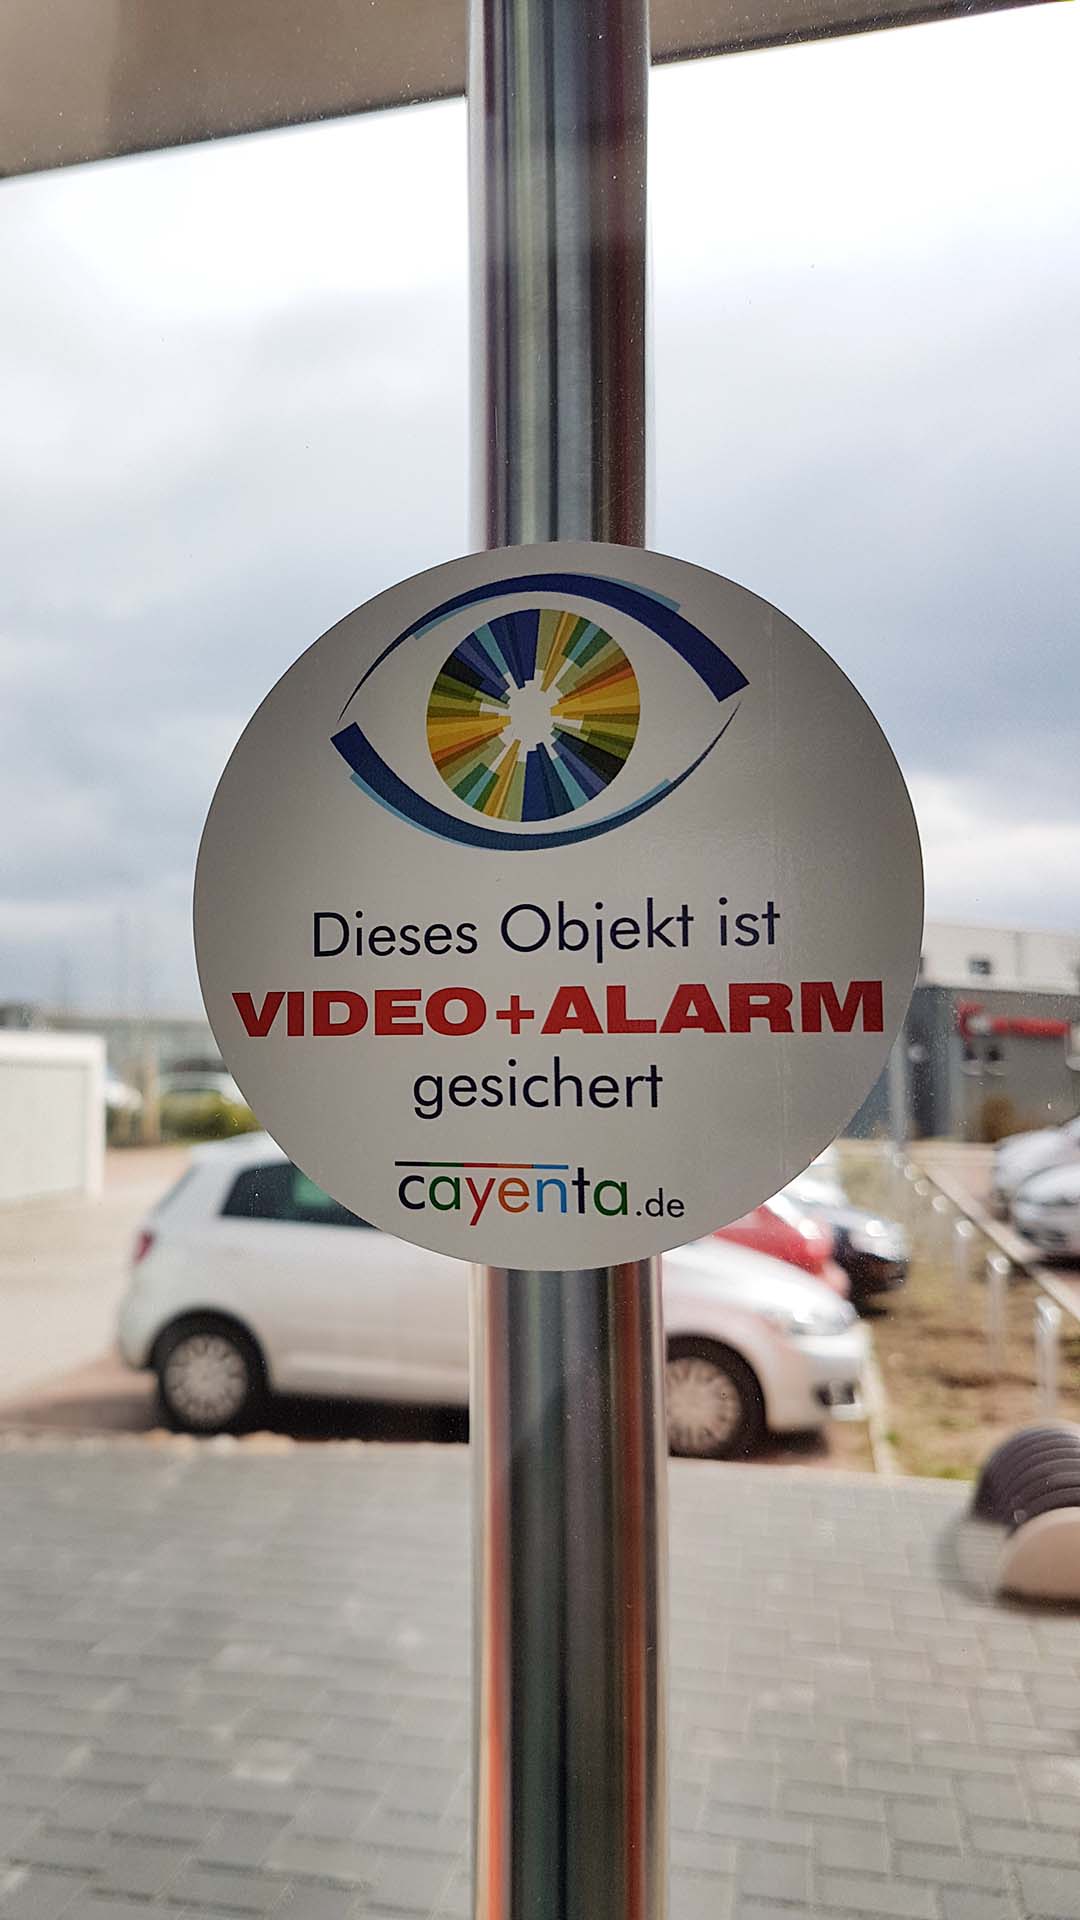 Dieses Objekt ist
VIDEO+ALARM
gesichert
cayenta.de